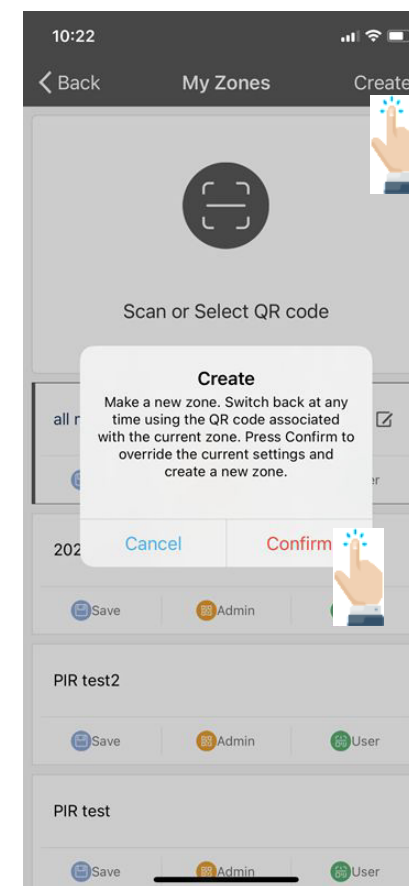 10:22
Back
My Zones
Create
Scan or Select QR code
Create
Make a new zone. Switch back at any
time using the QR code associated
with the current zone. Press Confirm to
override the current settings and
create a new zone.
all
Cancel
Confirm
202
Save
Admin
PIR test2
Save
Admin
User
PIR test
Save
Admin
User